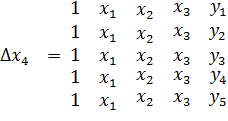 1 x₁ x₂ x₃ y₁
1 x₁ x₂ x₃ y₂
Δx₄ = 1 x₁ x₂ x₃ y₃
1 x₁ x₂ x₃ y₄
1 x₁ x₂ x₃ y₅